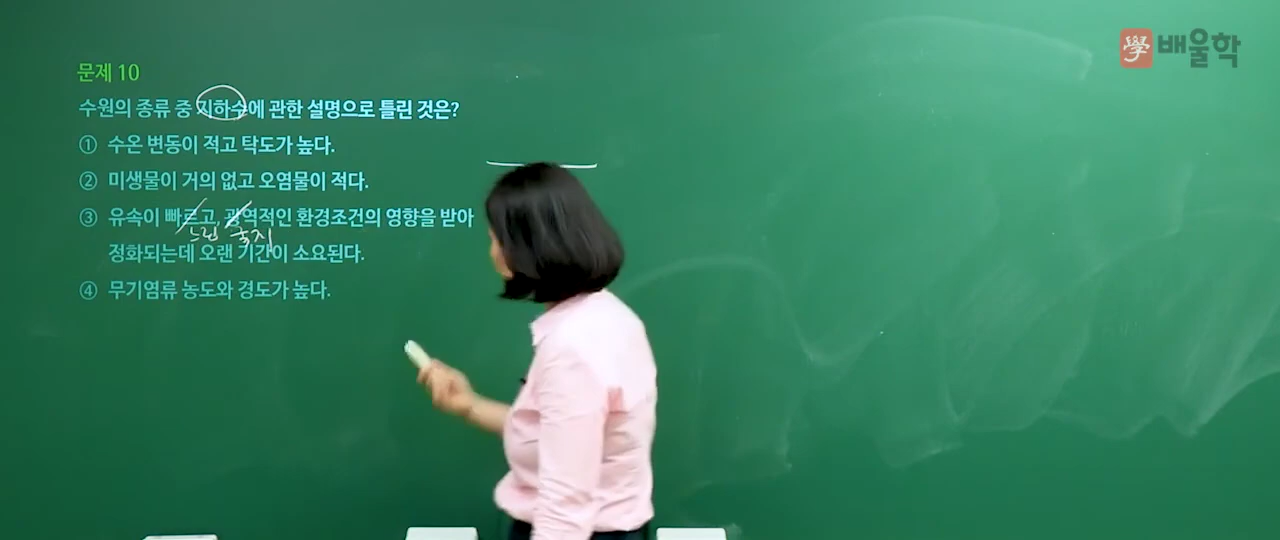 學배울학
문제 10
수원의 종류 중 지하수에 관한 설명으로 틀린 것은?
① 수온 변동이 적고 탁도가 높다.
② 미생물이 거의 없고 오염물이 적다.
③ 유속이 빠르고, 광역적인 환경조건의 영향을 받아
느림 국지
정화되는데 오랜 기간이 소요된다.
④ 무기염류 농도와 경도가 높다.